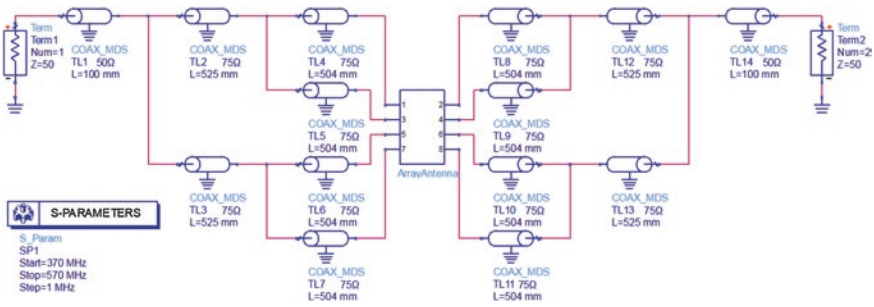 Term
Term1
Num=1
Z=50
COAX_MDS
TL1 50Ω
L=100 mm
COAX_MDS
TL2 75Ω
L=525 mm
COAX_MDS
TL4 75Ω
L=504 mm
COAX_MDS
TL8 75Ω
L=504 mm
COAX_MDS
TL12 75Ω
L=525 mm
COAX_MDS
TL14 50Ω
L=100 mm
Term
Term2
Num=2
Z=50
COAX_MDS
TL5 75Ω
L=504 mm
1 2
3 4
5 6
7 8
ArrayAntenna
COAX_MDS
TL9 75Ω
L=504 mm
COAX_MDS
TL3 75Ω
L=525 mm
COAX_MDS
TL6 75Ω
L=504 mm
COAX_MDS
TL10 75Ω
L=504 mm
COAX_MDS
TL13 75Ω
L=525 mm
S-PARAMETERS
S_Param
SP1
Start=370 MHz
Stop=570 MHz
Step=1 MHz
COAX_MDS
TL7 75Ω
L=504 mm
COAX_MDS
TL11 75Ω
L=504 mm